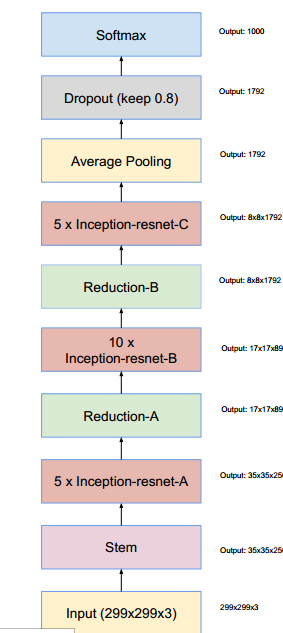 Softmax
Output: 1000
Dropout (keep 0.8)
Output: 1792
Average Pooling
Output: 1792
5 x Inception-resnet-C
Output: 8x8x1792
Reduction-B
Output: 8x8x1792
10 x
Inception-resnet-B
Output: 17x17x89
Reduction-A
Output: 17x17x89
5 x Inception-resnet-A
Output: 35x35x25
Stem
Output: 35x35x25
Input (299x299x3)
299x299x3